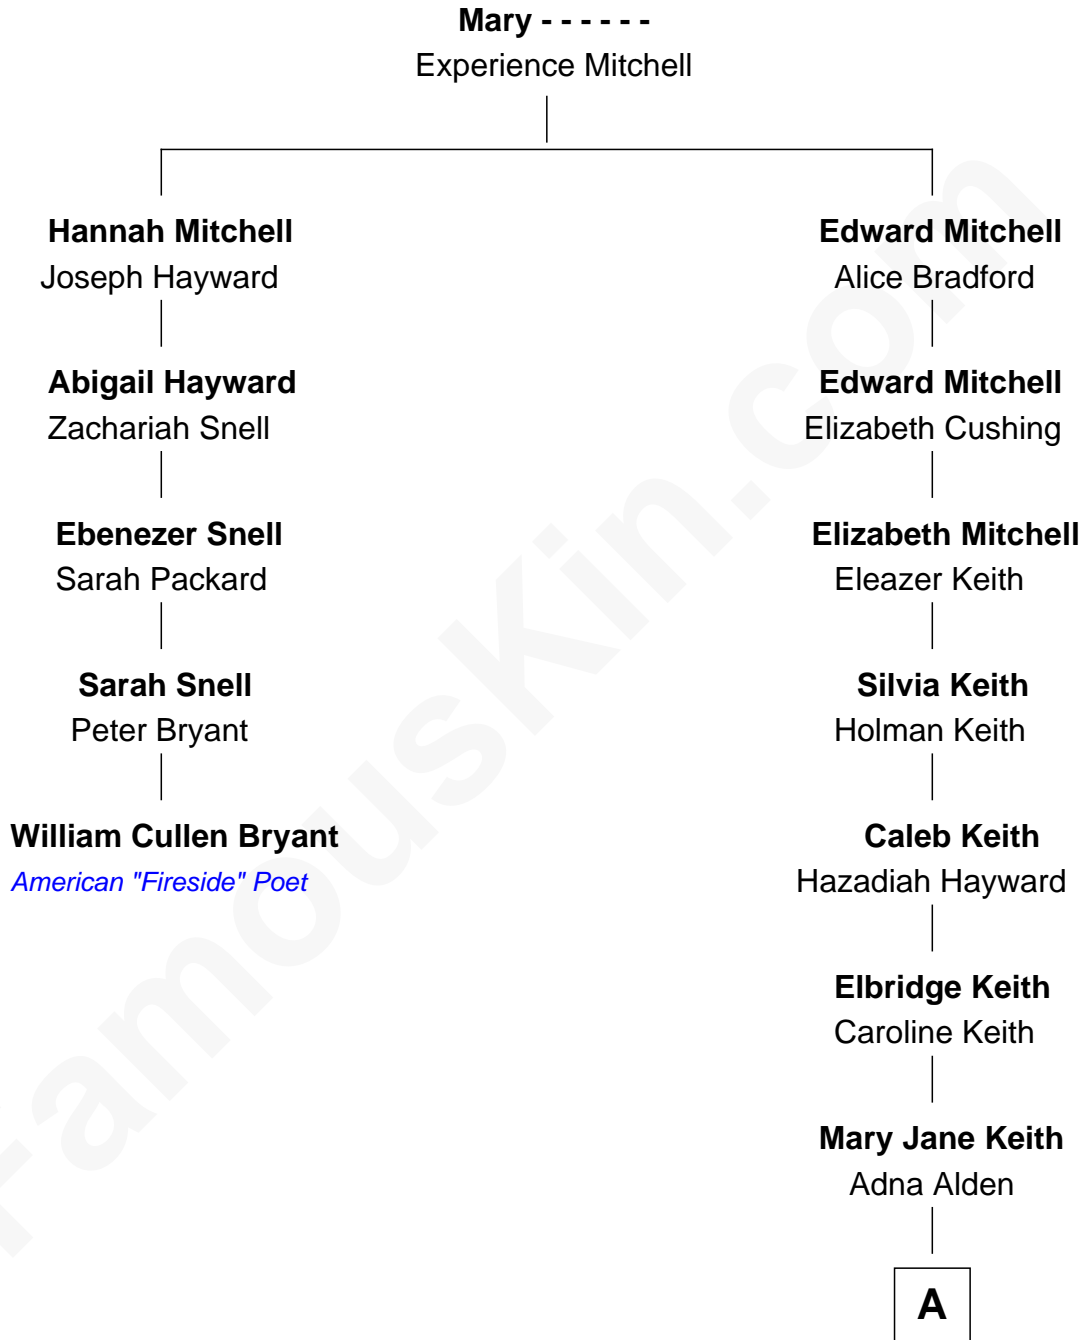 Mary - - - - - -
Experience Mitchell
Hannah Mitchell
Joseph Hayward
Abigail Hayward
Zachariah Snell
Ebenezer Snell
Sarah Packard
Sarah Snell
Peter Bryant
William Cullen Bryant
American "Fireside" Poet
Edward Mitchell
Alice Bradford
Edward Mitchell
Elizabeth Cushing
Elizabeth Mitchell
Eleazer Keith
Silvia Keith
Holman Keith
Caleb Keith
Hazadiah Hayward
Elbridge Keith
Caroline Keith
Mary Jane Keith
Adna Alden
A
FamousKin.com